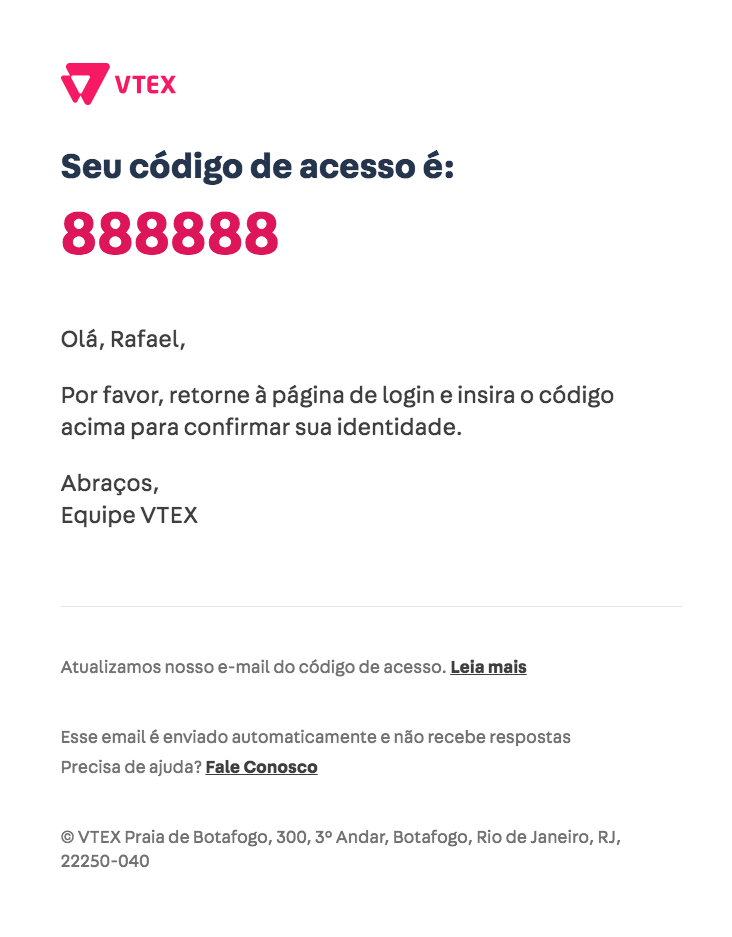 VTEX
Seu código de acesso é:
888888
Olá, Rafael,
Por favor, retorne à página de login e insira o código
acima para confirmar sua identidade.
Abraços,
Equipe VTEX
Atualizamos nosso e-mail do código de acesso. Leia mais
Esse email é enviado automaticamente e não recebe respostas
Precisa de ajuda? Fale Conosco
© VTEX Praia de Botafogo, 300, 3º Andar, Botafogo, Rio de Janeiro, RJ,
22250-040